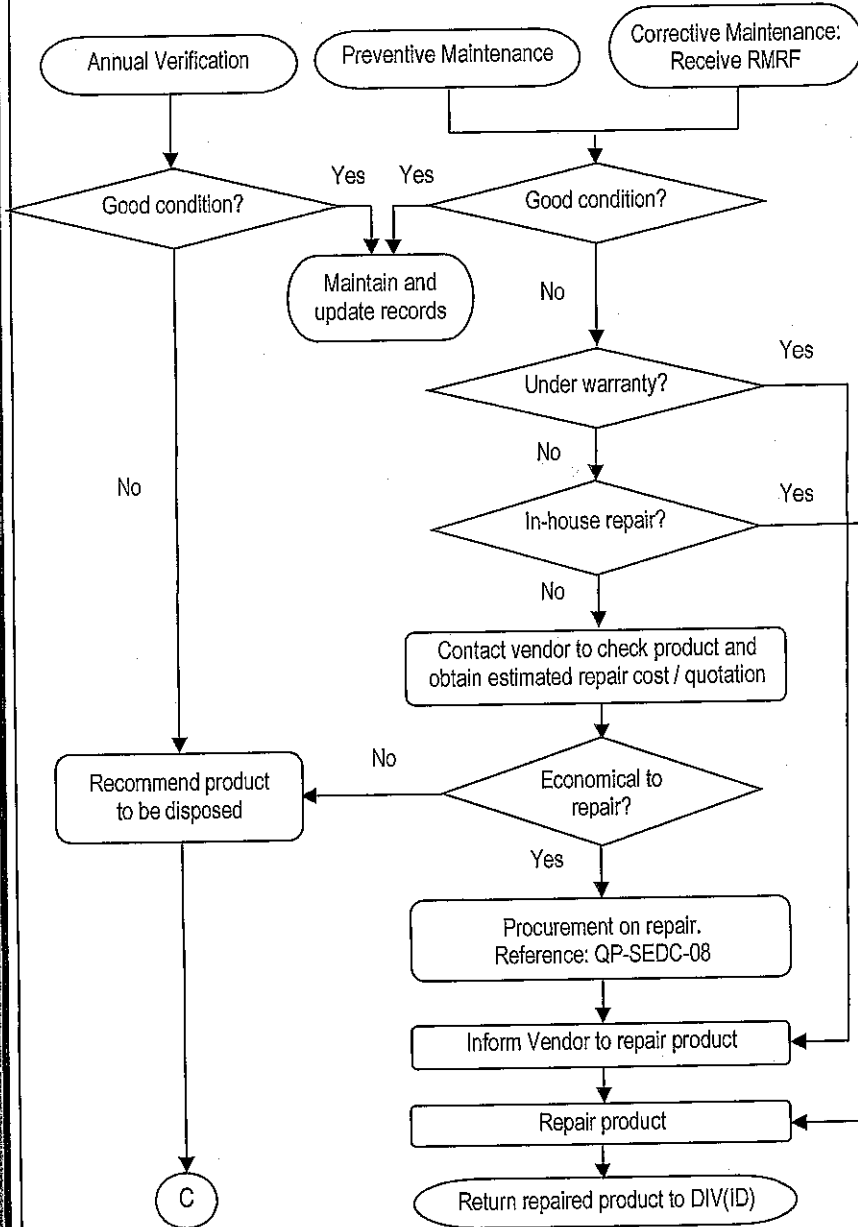 Annual Verification
Preventive Maintenance
Corrective Maintenance:
Receive RMRF
Good condition?
Yes
Yes
Good condition?
Maintain and
update records
No
Under warranty?
Yes
No
No
In-house repair?
Yes
No
Contact vendor to check product and
obtain estimated repair cost / quotation
Recommend product
to be disposed
No
Economical to
repair?
Yes
Procurement on repair.
Reference: QP-SEDC-08
Inform Vendor to repair product
Repair product
C
Return repaired product to DIV(ID)